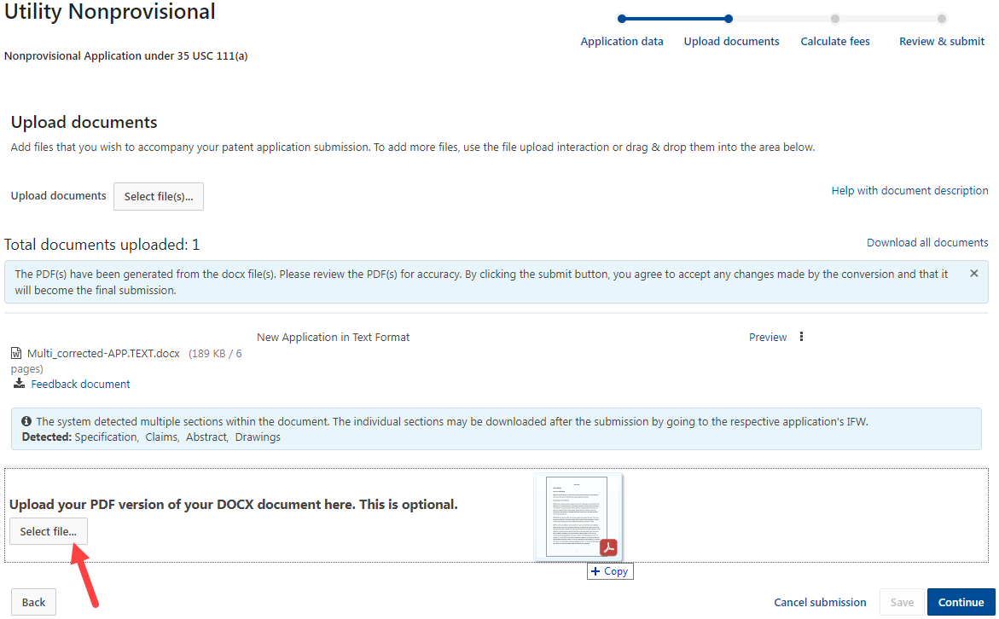 Utility Nonprovisional
Application data
Upload documents
Calculate fees
Review & submit
Nonprovisional Application under 35 USC 111(a)
Upload documents
Add files that you wish to accompany your patent application submission. To add more files, use the file upload interaction or drag & drop them into the area below.
Upload documents
Select file(s)...
Help with document description
Total documents uploaded: 1
Download all documents
The PDF(s) have been generated from the docx file(s). Please review the PDF(s) for accuracy. By clicking the submit button, you agree to accept any changes made by the conversion and that it
will become the final submission.
New Application in Text Format
Preview
Multi_corrected-APP.TEXT.docx (189 KB / 6
pages)
Feedback document
The system detected multiple sections within the document. The individual sections may be downloaded after the submission by going to the respective application's IFW.
Detected: Specification, Claims, Abstract, Drawings
Upload your PDF version of your DOCX document here. This is optional.
Select file...
+ Copy
Back
Cancel submission
Save
Continue